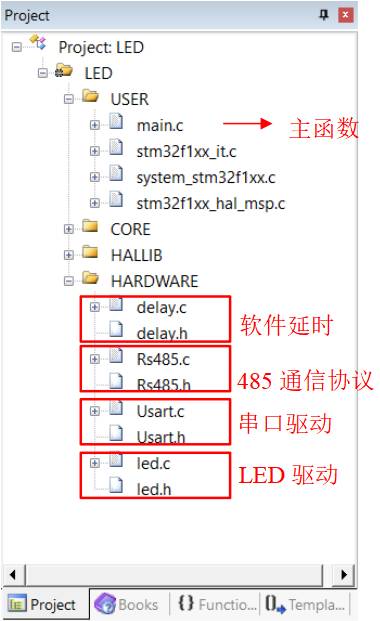 Project
Project: LED
LED
USER
main.c
主函数
stm32f1xx_it.c
system_stm32f1xx.c
stm32f1xx_hal_msp.c
CORE
HALLIB
HARDWARE
delay.c
delay.h
软件延时
Rs485.c
Rs485.h
485 通信协议
Usart.c
Usart.h
串口驱动
led.c
led.h
LED 驱动
Project Books {} Functio... 0 Templa...